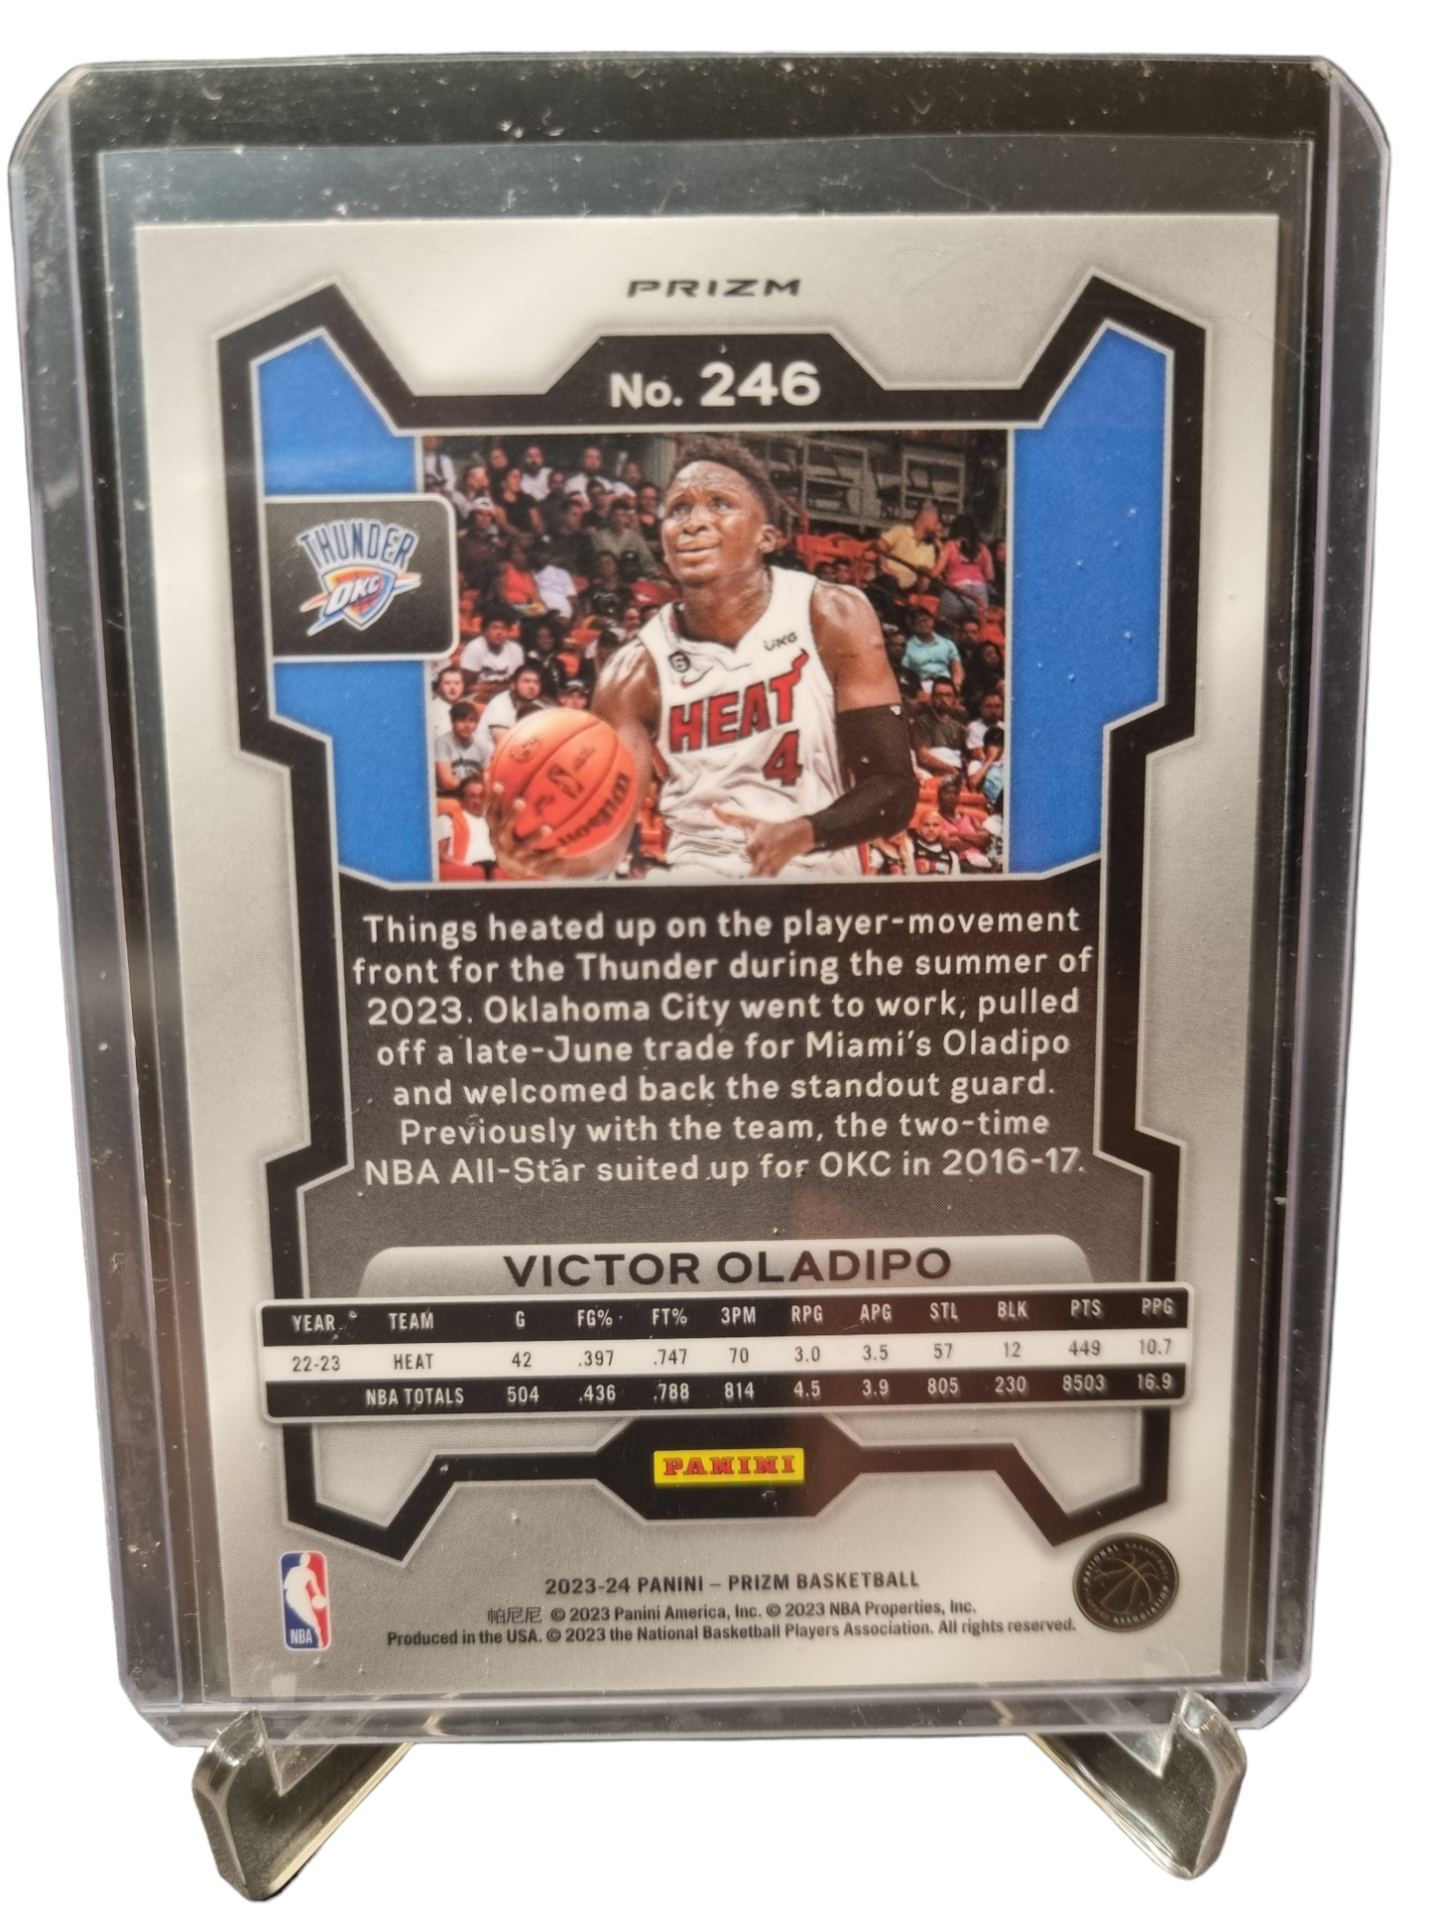 PRIZM
No. 246
THUNDER
OKC
UKG
6
HEAT
4
Things heated up on the player-movement
front for the Thunder during the summer of
2023. Oklahoma City went to work, pulled
off a late-June trade for Miami's Oladipo
and welcomed back the standout guard.
Previously with the team, the two-time
NBA All-Star suited up for OKC in 2016-17.
VICTOR OLADIPO
YEAR TEAM G FG% FT% 3PM RPG APG STL BLK PTS PPG
22-23 HEAT 42 .397 .747 70 3.0 3.5 57 12 449 10.7
NBA TOTALS 504 .436 .788 814 4.5 3.9 805 230 8503 16.9
PANINI
NBA
2023-24 PANINI – PRIZM BASKETBALL
帕尼尼 © 2023 Panini America, Inc. © 2023 NBA Properties, Inc.
Produced in the USA. © 2023 the National Basketball Players Association. All rights reserved.
NATIONAL BASKETBALL PLAYERS ASSOCIATION